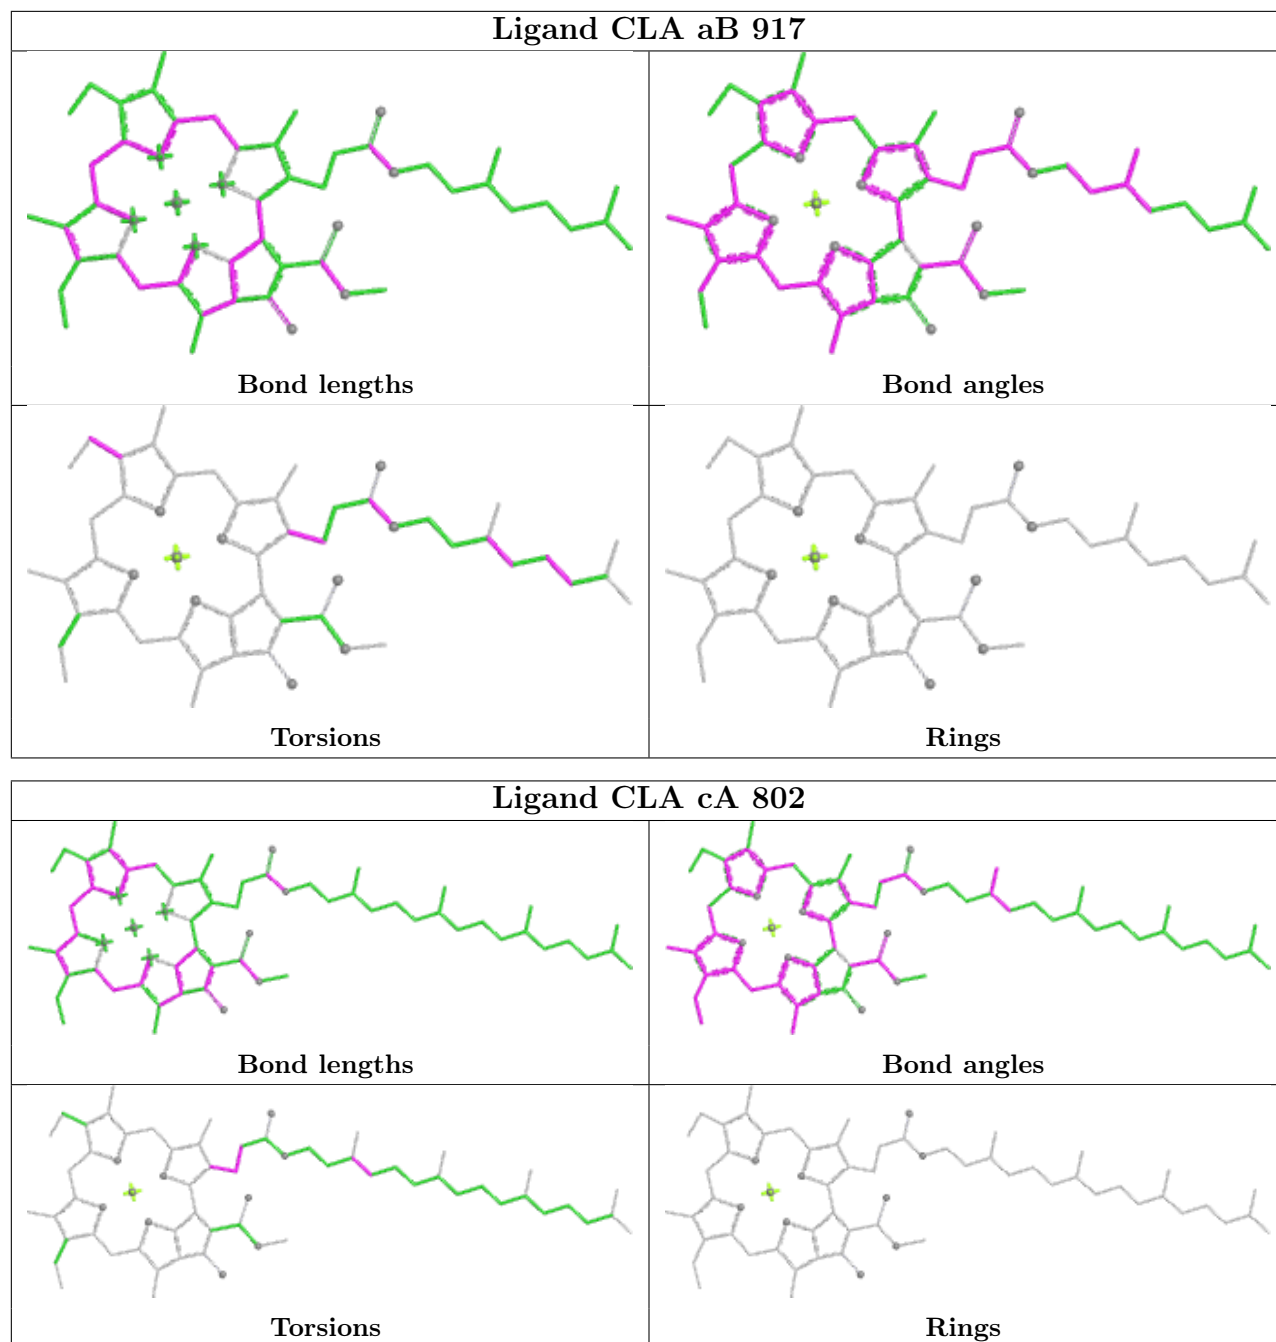 Ligand CLA aB 917
Bond lengths
Bond angles
Torsions
Rings
Ligand CLA cA 802
Bond lengths
Bond angles
Torsions
Rings